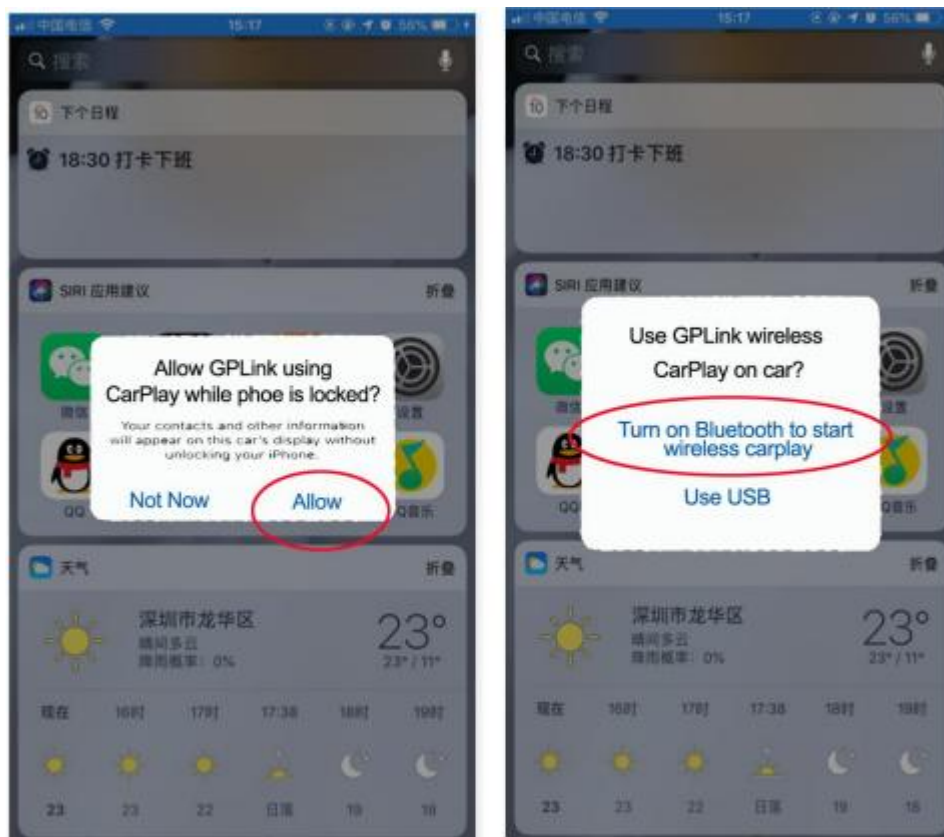 中国电信 15:17 56%
搜索
下个日程
18:30 打卡下班
SIRI 应用建议 折叠
Allow GPLink using
CarPlay while phoe is locked?
Your contacts and other information
will appear on this car's display without
unlocking your iPhone.
Not Now Allow
微信 设置
QQ QQ音乐
天气 折叠
深圳市龙华区
晴间多云
降雨概率：0%
23°
23° / 11°
现在 16时 17时 17:38 18时 19时
23 23 22 日落 19 18
中国电信 15:17 56%
搜索
下个日程
18:30 打卡下班
SIRI 应用建议 折叠
Use GPLink wireless
CarPlay on car?
Turn on Bluetooth to start
wireless carplay
Use USB
微信 设置
QQ Q音乐
天气 折叠
深圳市龙华区
晴间多云
降雨概率：0%
23°
23° / 11°
现在 16时 17时 17:38 18时 19时
23 23 22 日落 19 18